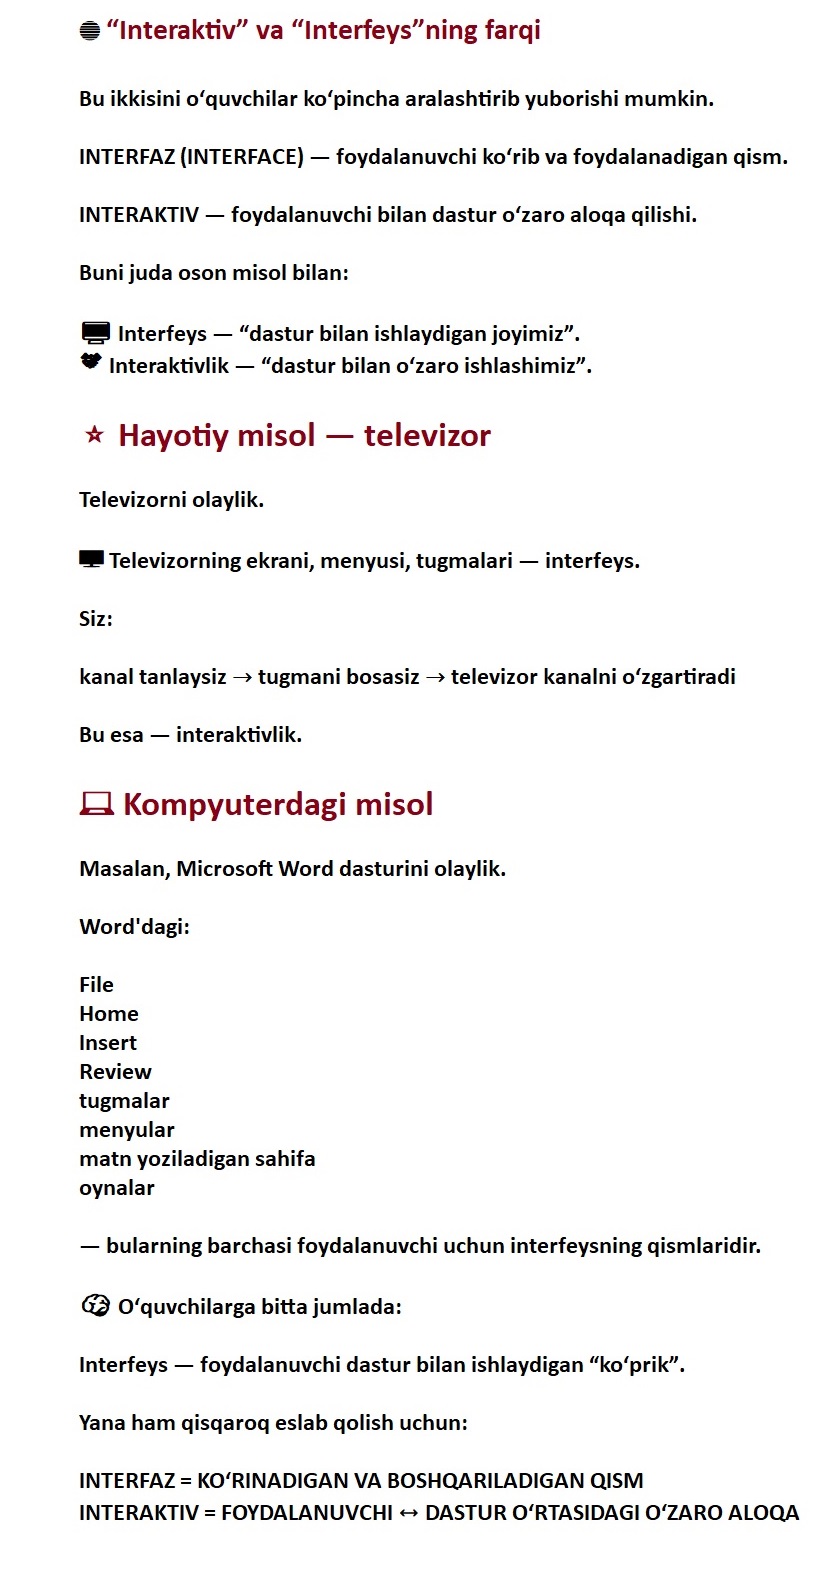 “Interaktiv” va “Interfeys”ning farqi
Bu ikkisini o‘quvchilar ko‘pincha aralashtirib yuborishi mumkin.
INTERFAZ (INTERFACE) — foydalanuvchi ko‘rib va foydalanadigan qism.
INTERAKTIV — foydalanuvchi bilan dastur o‘zaro aloqa qilishi.
Buni juda oson misol bilan:
Interfeys — “dastur bilan ishlaydigan joyimiz”.
Interaktivlik — “dastur bilan o‘zaro ishlashimiz”.
Hayotiy misol — televizor
Televizorni olaylik.
Televizorning ekrani, menyusi, tugmalari — interfeys.
Siz:
kanal tanlaysiz → tugmani bosasiz → televizor kanalni o‘zgartiradi
Bu esa — interaktivlik.
Kompyuterdagi misol
Masalan, Microsoft Word dasturini olaylik.
Word'dagi:
File
Home
Insert
Review
tugmalar
menyular
matn yoziladigan sahifa
oynalar
— bularning barchasi foydalanuvchi uchun interfeysning qismlaridir.
O‘quvchilarga bitta jumlada:
Interfeys — foydalanuvchi dastur bilan ishlaydigan “ko‘prik”.
Yana ham qisqaroq eslab qolish uchun:
INTERFAZ = KO‘RINADIGAN VA BOSHQARILADIGAN QISM
INTERAKTIV = FOYDALANUVCHI ↔ DASTUR O‘RTASIDAGI O‘ZARO ALOQA